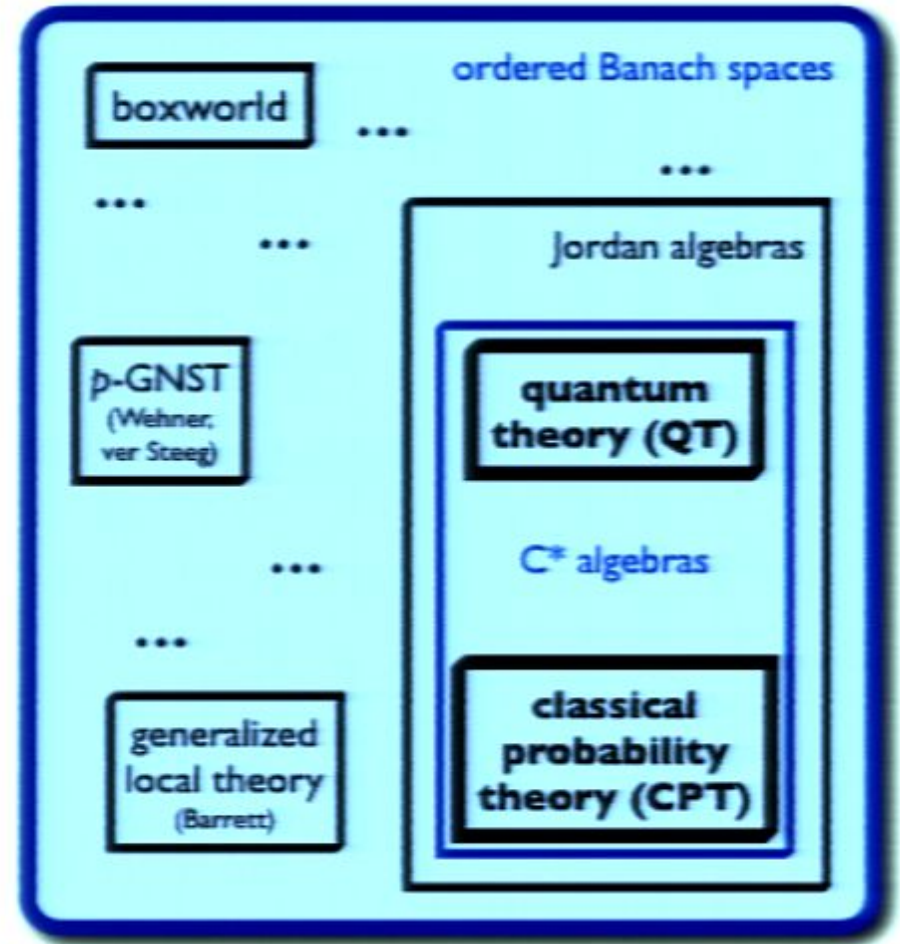 ordered Banach spaces
boxworld
...
...
...
...
Jordan algebras
p-GNST
(Wehner,
ver Steeg)
quantum
theory (QT)
C* algebras
...
...
generalized
local theory
(Barrett)
classical
probability
theory (CPT)